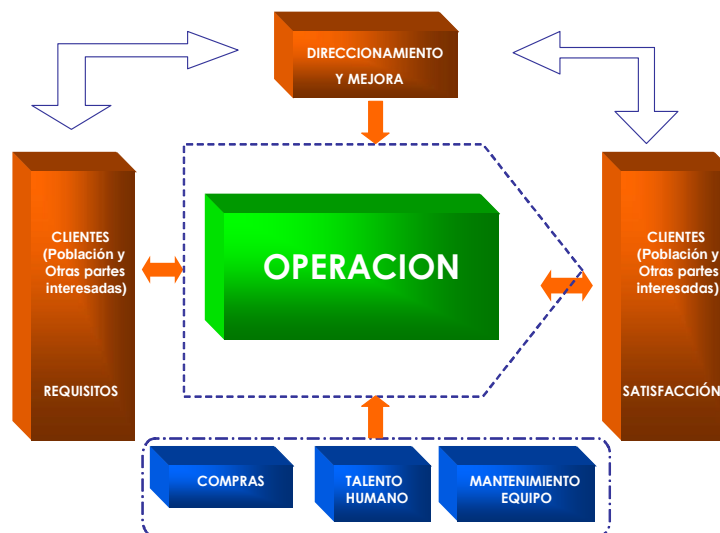 DIRECCIONAMIENTO
Y MEJORA
CLIENTES
(Población y
Otras partes
interesadas)
REQUISITOS
OPERACION
CLIENTES
(Población y
Otras partes
interesadas)
SATISFACCIÓN
COMPRAS
TALENTO
HUMANO
MANTENIMIENTO
EQUIPO